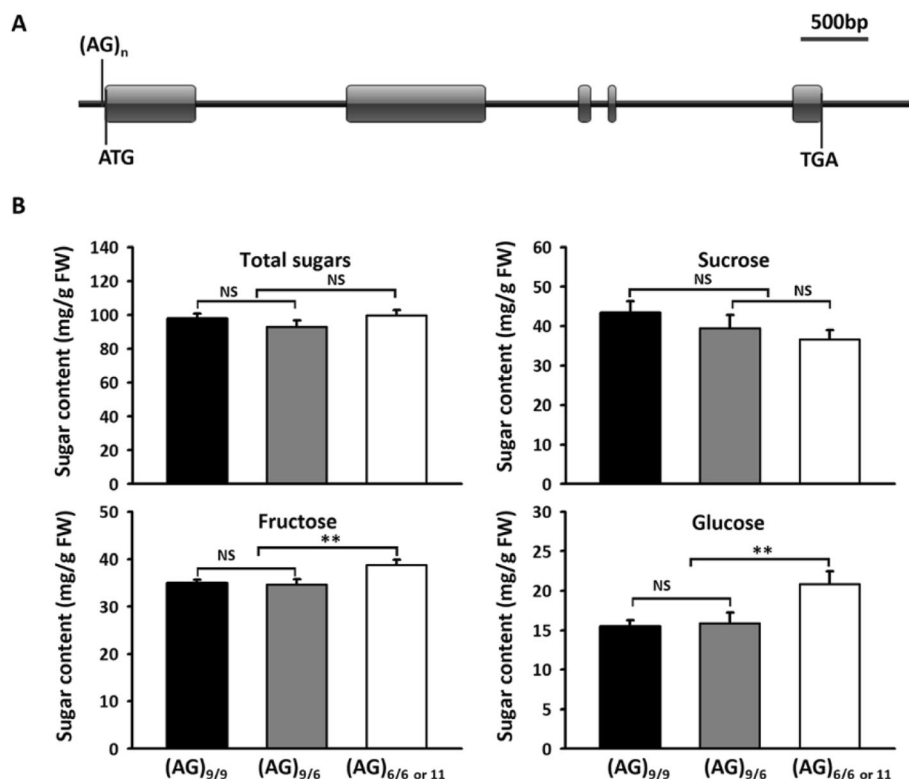 A
500bp
(AG)n
ATG
TGA
B
Total sugars
Sugar content (mg/g FW)
140
120
100
80
60
40
20
0
NS
NS
Sucrose
Sugar content (mg/g FW)
60
50
40
30
20
10
0
NS
NS
Fructose
Sugar content (mg/g FW)
50
40
30
20
10
0
NS
**
(AG)9/9
(AG)9/6
(AG)6/6 or 11
Glucose
Sugar content (mg/g FW)
30
25
20
15
10
5
0
NS
**
(AG)9/9
(AG)9/6
(AG)6/6 or 11